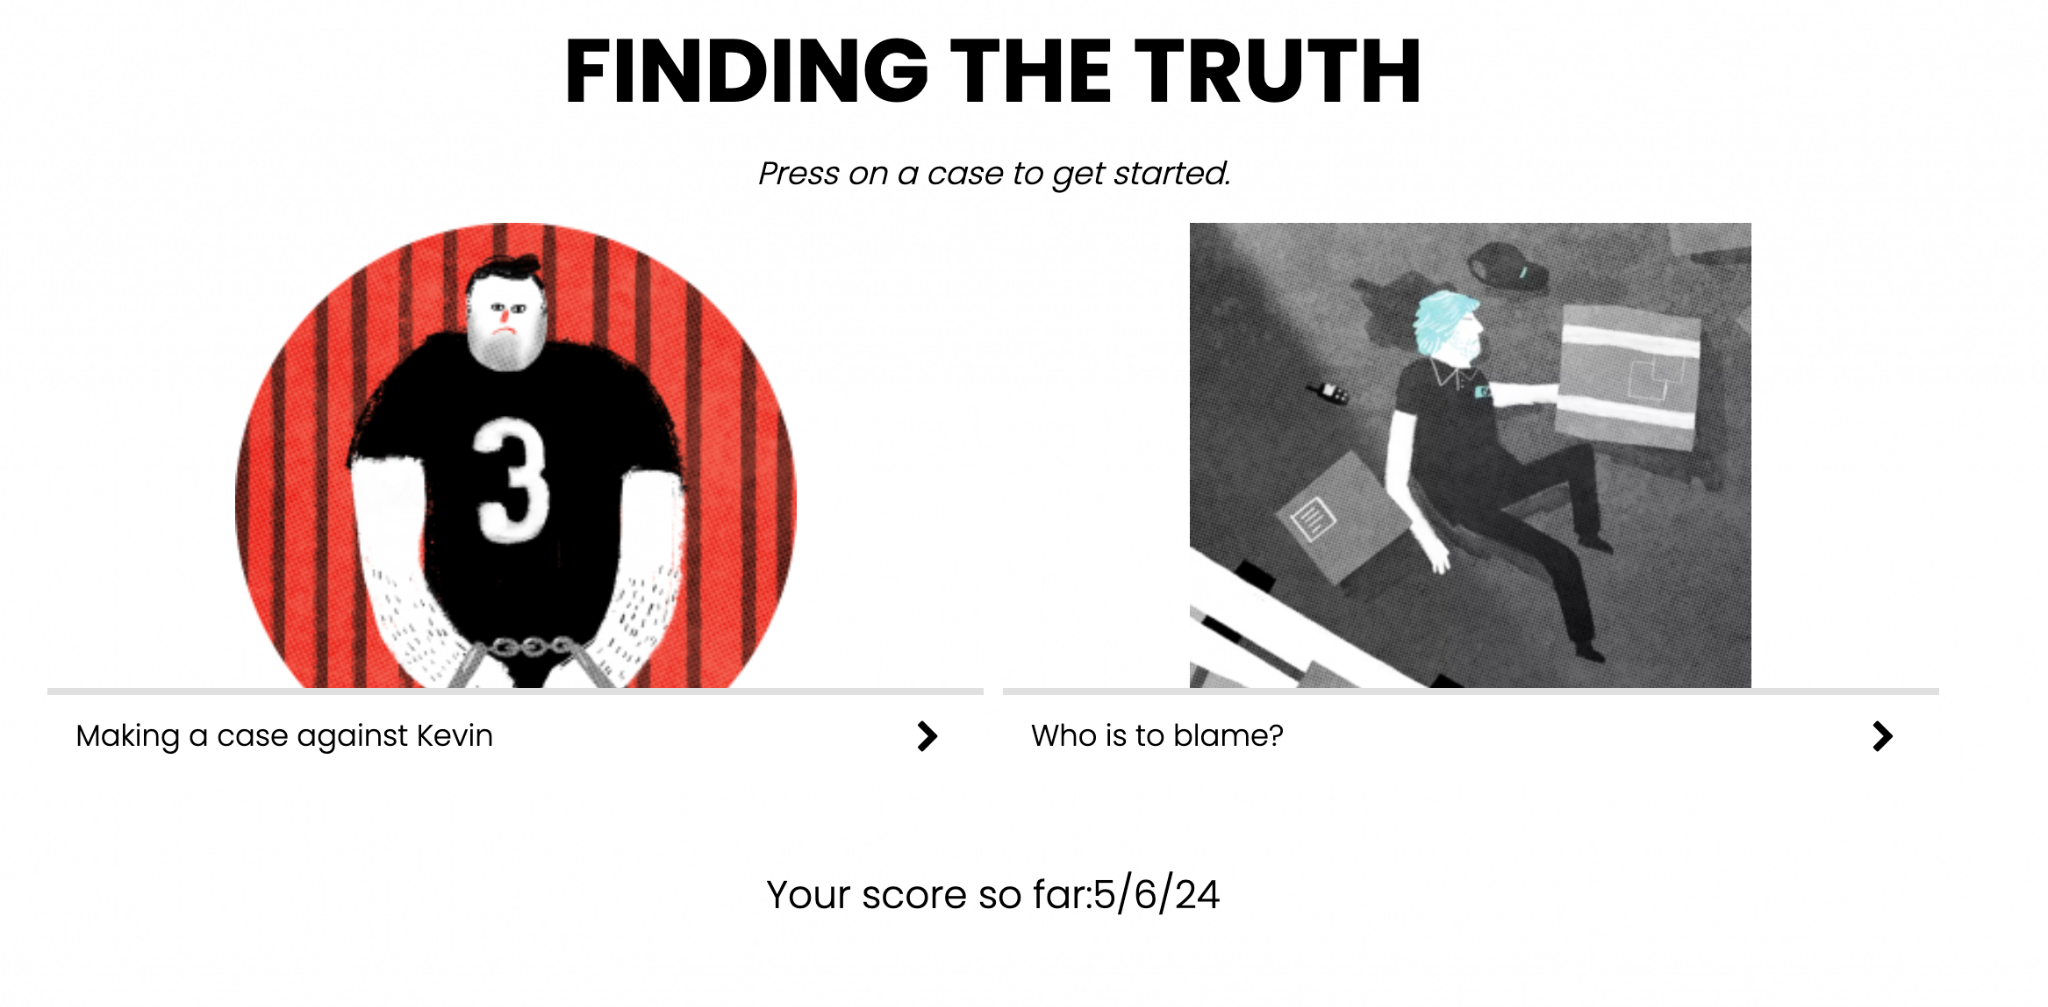 FINDING THE TRUTH
Press on a case to get started.
3
Making a case against Kevin
Who is to blame?
Your score so far:5/6/24